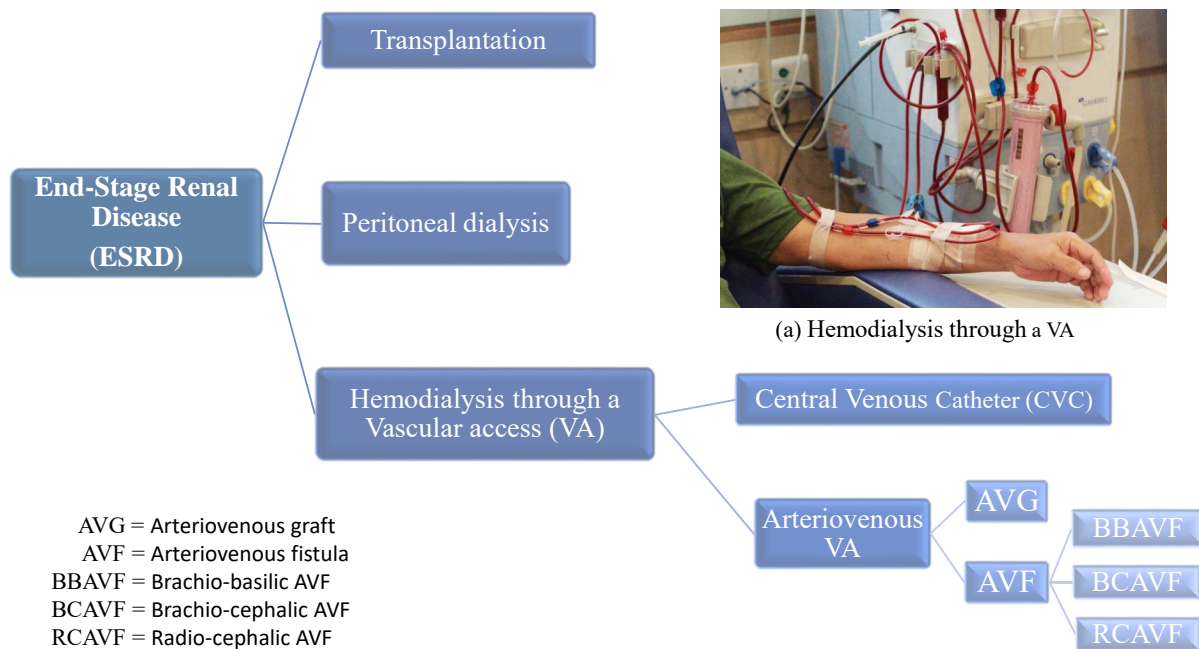 Transplantation
End-Stage Renal
Disease
(ESRD)
Peritoneal dialysis
(a) Hemodialysis through a VA
Hemodialysis through a
Vascular access (VA)
Central Venous Catheter (CVC)
Arteriovenous
VA
AVG
AVF
BBAVF
BCAVF
RCAVF
AVG = Arteriovenous graft
AVF = Arteriovenous fistula
BBAVF = Brachio-basilic AVF
BCAVF = Brachio-cephalic AVF
RCAVF = Radio-cephalic AVF